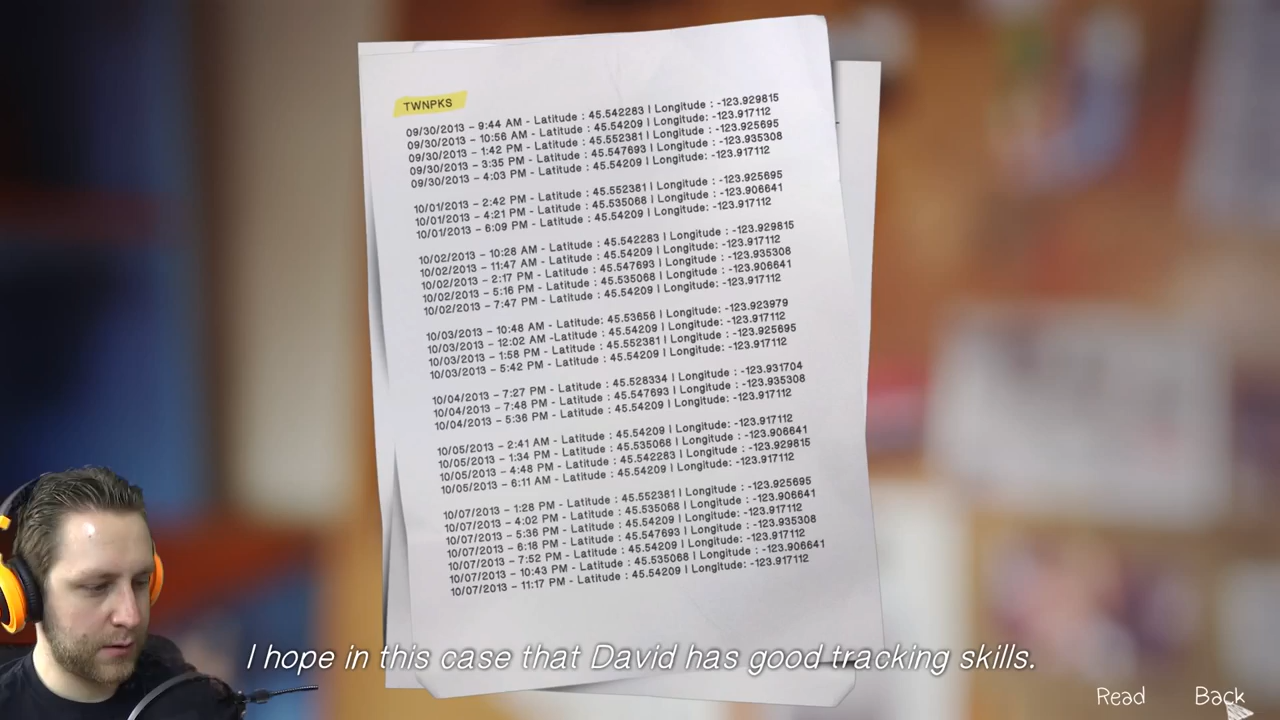 TWNPKS
09/30/2013 - 9:44 AM - Latitude : 45.542283 | Longitude : -123.929815
09/30/2013 - 10:56 AM - Latitude : 45.54209 | Longitude: -123.917112
09/30/2013 - 1:42 PM - Latitude : 45.552381 | Longitude : -123.925695
09/30/2013 - 3:35 PM - Latitude : 45.547693 | Longitude : -123.935308
09/30/2013 - 4:03 PM - Latitude : 45.54209 | Longitude: -123.917112
10/01/2013 - 2:42 PM - Latitude : 45.552381 | Longitude : -123.925695
10/01/2013 - 4:21 PM - Latitude : 45.535068 | Longitude : -123.906641
10/01/2013 - 6:09 PM - Latitude : 45.54209 | Longitude: -123.917112
10/02/2013 - 10:28 AM - Latitude : 45.542283 | Longitude : -123.929815
10/02/2013 - 11:47 AM - Latitude : 45.54209 | Longitude: -123.917112
10/02/2013 - 2:17 PM - Latitude : 45.547693 | Longitude : -123.935308
10/02/2013 - 5:16 PM - Latitude : 45.535068 | Longitude : -123.906641
10/02/2013 - 7:47 PM - Latitude : 45.54209 | Longitude: -123.917112
10/03/2013 - 10:48 AM - Latitude: 45.53656 | Longitude: -123.923979
10/03/2013 - 12:02 AM -Latitude : 45.54209 | Longitude: -123.917112
10/03/2013 - 1:58 PM - Latitude : 45.552381 | Longitude : -123.925695
10/03/2013 - 5:42 PM - Latitude : 45.54209 | Longitude: -123.917112
10/04/2013 - 7:27 PM - Latitude : 45.528334 | Longitude : -123.931704
10/04/2013 - 7:48 PM - Latitude : 45.547693 | Longitude : -123.935308
10/04/2013 - 5:36 PM - Latitude : 45.54209 | Longitude: -123.917112
10/05/2013 - 2:41 AM - Latitude : 45.54209 | Longitude: -123.917112
10/05/2013 - 1:34 PM - Latitude : 45.535068 | Longitude : -123.906641
10/05/2013 - 4:48 PM - Latitude : 45.542283 | Longitude : -123.929815
10/05/2013 - 6:11 AM - Latitude : 45.54209 | Longitude: -123.917112
10/07/2013 - 1:28 PM - Latitude : 45.552381 | Longitude : -123.925695
10/07/2013 - 4:02 PM - Latitude : 45.535068 | Longitude : -123.906641
10/07/2013 - 5:36 PM - Latitude : 45.54209 | Longitude: -123.917112
10/07/2013 - 6:18 PM - Latitude : 45.547693 | Longitude : -123.935308
10/07/2013 - 7:52 PM - Latitude : 45.54209 | Longitude: -123.917112
10/07/2013 - 10:43 PM - Latitude : 45.535068 | Longitude : -123.906641
10/07/2013 - 11:17 PM - Latitude : 45.54209 | Longitude: -123.917112
I hope in this case that David has good tracking skills.
Read Back